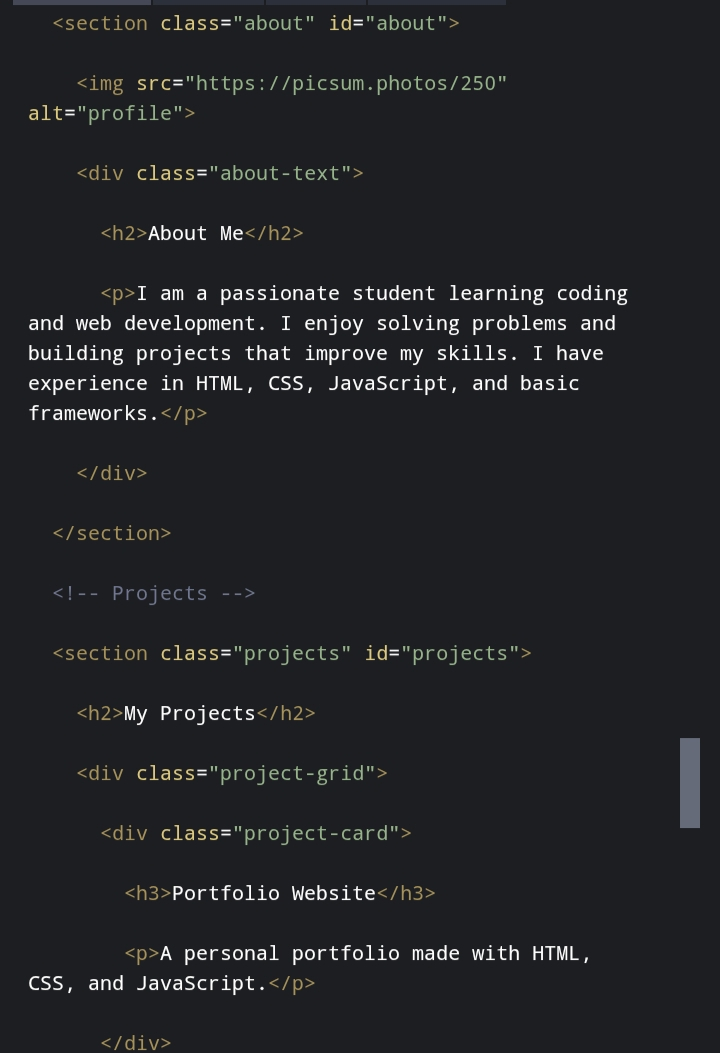 <section class="about" id="about">
<img src="https://picsum.photos/250"
alt="profile">
<div class="about-text">
<h2>About Me</h2>
<p>I am a passionate student learning coding
and web development. I enjoy solving problems and
building projects that improve my skills. I have
experience in HTML, CSS, JavaScript, and basic
frameworks.</p>
</div>
</section>
<!-- Projects -->
<section class="projects" id="projects">
<h2>My Projects</h2>
<div class="project-grid">
<div class="project-card">
<h3>Portfolio Website</h3>
<p>A personal portfolio made with HTML,
CSS, and JavaScript.</p>
</div>